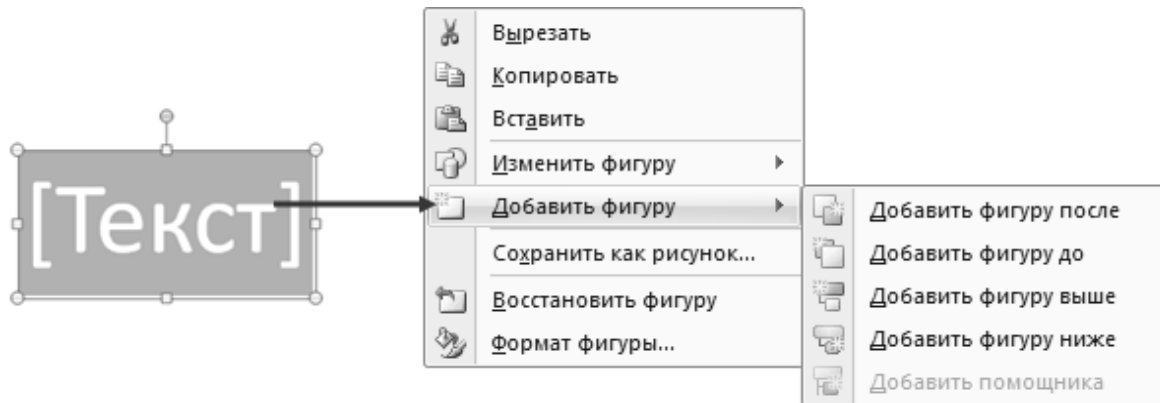 [Текст]
Вырезать
Копировать
Вставить
Изменить фигуру
Добавить фигуру
Сохранить как рисунок...
Восстановить фигуру
Формат фигуры...
Добавить фигуру после
Добавить фигуру до
Добавить фигуру выше
Добавить фигуру ниже
Добавить помощника